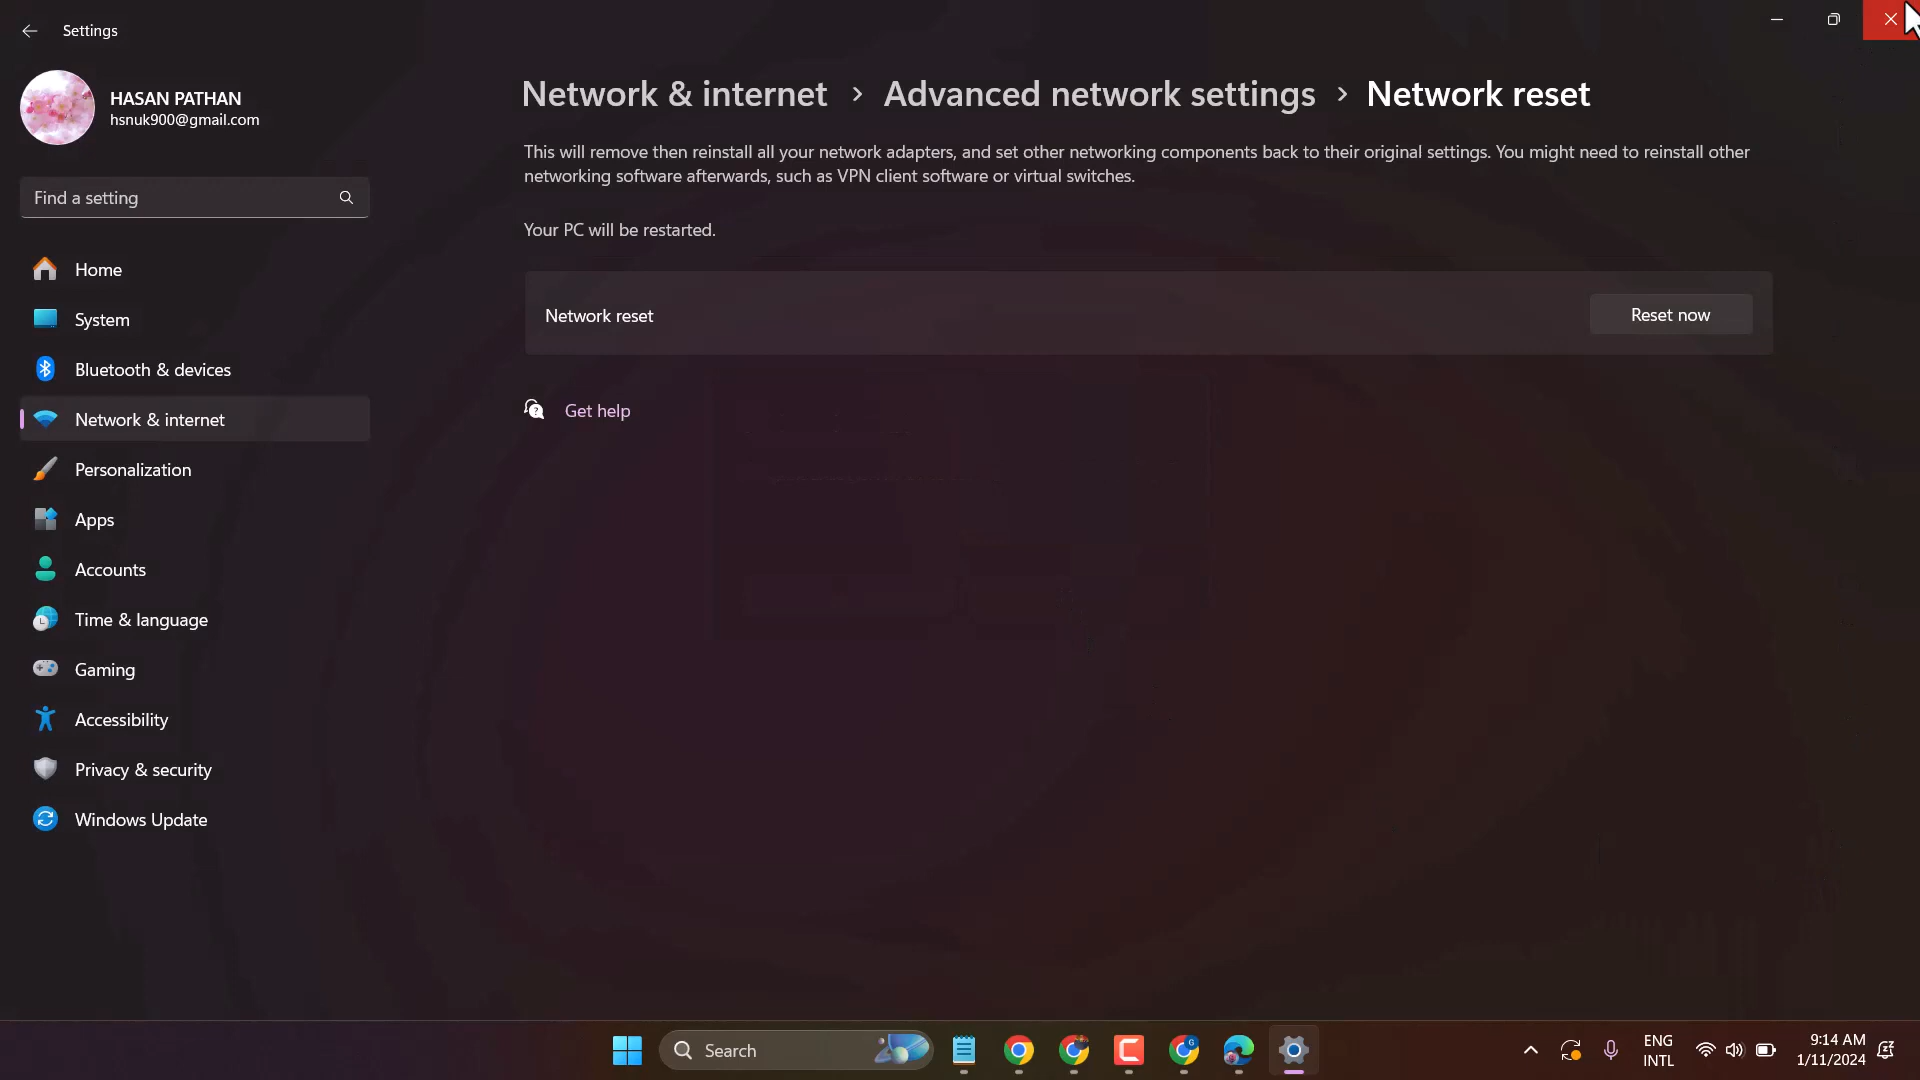 Settings
HASAN PATHAN
hsnuk900@gmail.com
Find a setting
Home
System
Bluetooth & devices
Network & internet
Personalization
Apps
Accounts
Time & language
Gaming
Accessibility
Privacy & security
Windows Update
Network & internet > Advanced network settings > Network reset
This will remove then reinstall all your network adapters, and set other networking components back to their original settings. You might need to reinstall other
networking software afterwards, such as VPN client software or virtual switches.
Your PC will be restarted.
Network reset
Reset now
Get help
Search
ENG
INTL
9:14 AM
1/11/2024